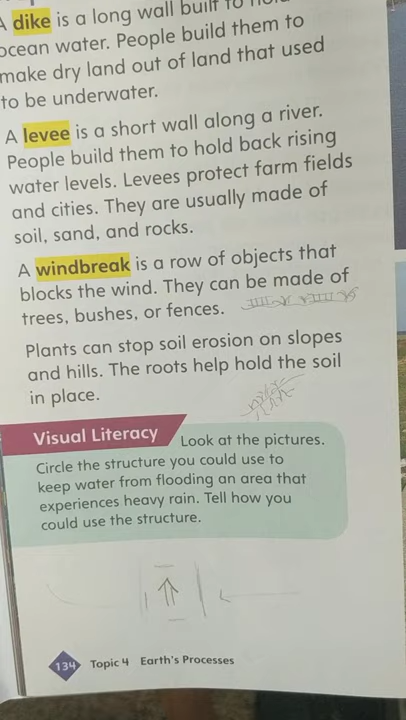 A dike is a long wall built to hold
ocean water. People build them to
make dry land out of land that used
to be underwater.
A levee is a short wall along a river.
People build them to hold back rising
water levels. Levees protect farm fields
and cities. They are usually made of
soil, sand, and rocks.
A windbreak is a row of objects that
blocks the wind. They can be made of
trees, bushes, or fences.
Plants can stop soil erosion on slopes
and hills. The roots help hold the soil
in place.
Visual Literacy Look at the pictures.
Circle the structure you could use to
keep water from flooding an area that
experiences heavy rain. Tell how you
could use the structure.
134 Topic 4 Earth's Processes